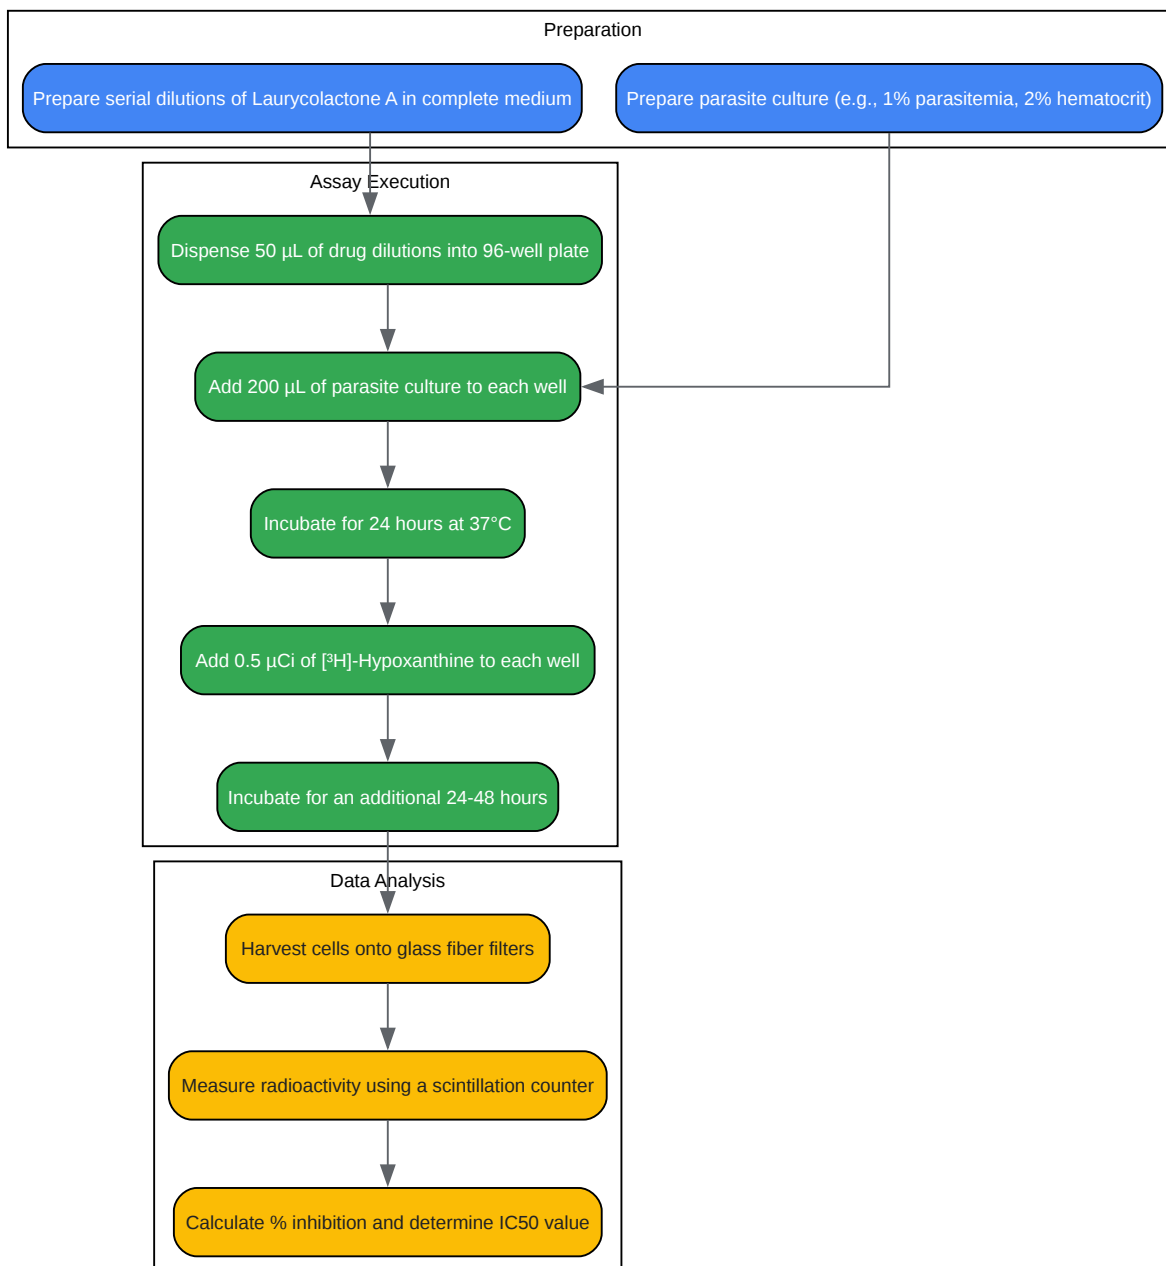 Preparation
Prepare serial dilutions of Laurycolactone A in complete medium
Prepare parasite culture (e.g., 1% parasitemia, 2% hematocrit)
Assay Execution
Dispense 50 µL of drug dilutions into 96-well plate
Add 200 µL of parasite culture to each well
Incubate for 24 hours at 37°C
Add 0.5 µCi of [³H]-Hypoxanthine to each well
Incubate for an additional 24-48 hours
Data Analysis
Harvest cells onto glass fiber filters
Measure radioactivity using a scintillation counter
Calculate % inhibition and determine IC50 value